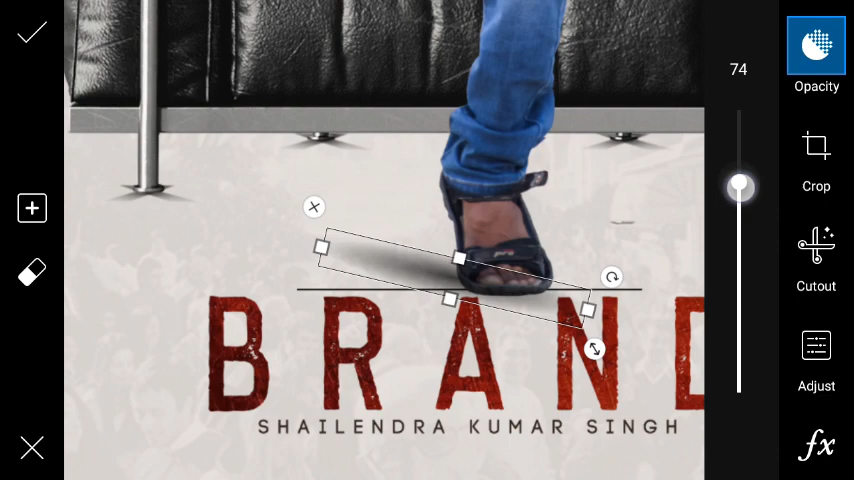 74
Opacity
Crop
Cutout
Adjust
fx
BRAND
SHAILENDRA KUMAR SINGH